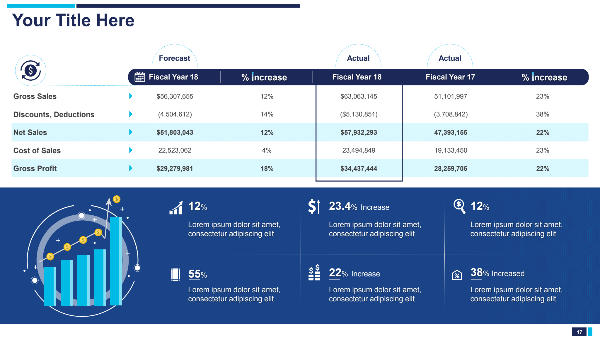 Your Title Here
Forecast Actual Actual
Fiscal Year 18 % Increase Fiscal Year 18 Fiscal Year 17 % Increase
Gross Sales $56,307,655 12% $63,063,145 51,101,997 23%
Discounts, Deductions (4,504,612) 14% ($5,130,851) (3,708,842) 38%
Net Sales $51,803,043 12% $57,932,293 47,393,155 22%
Cost of Sales 22,523,062 4% 23,494,849 19,133,450 23%
Gross Profit $29,279,981 18% $34,437,444 28,259,705 22%
12% 23.4% Increase 12%
Lorem ipsum dolor sit amet, Lorem ipsum dolor sit amet, Lorem ipsum dolor sit amet,
consectetur adipiscing elit consectetur adipiscing elit consectetur adipiscing elit
55% 22% Increase 38% Increased
Lorem ipsum dolor sit amet, Lorem ipsum dolor sit amet, Lorem ipsum dolor sit amet,
consectetur adipiscing elit consectetur adipiscing elit consectetur adipiscing elit
17